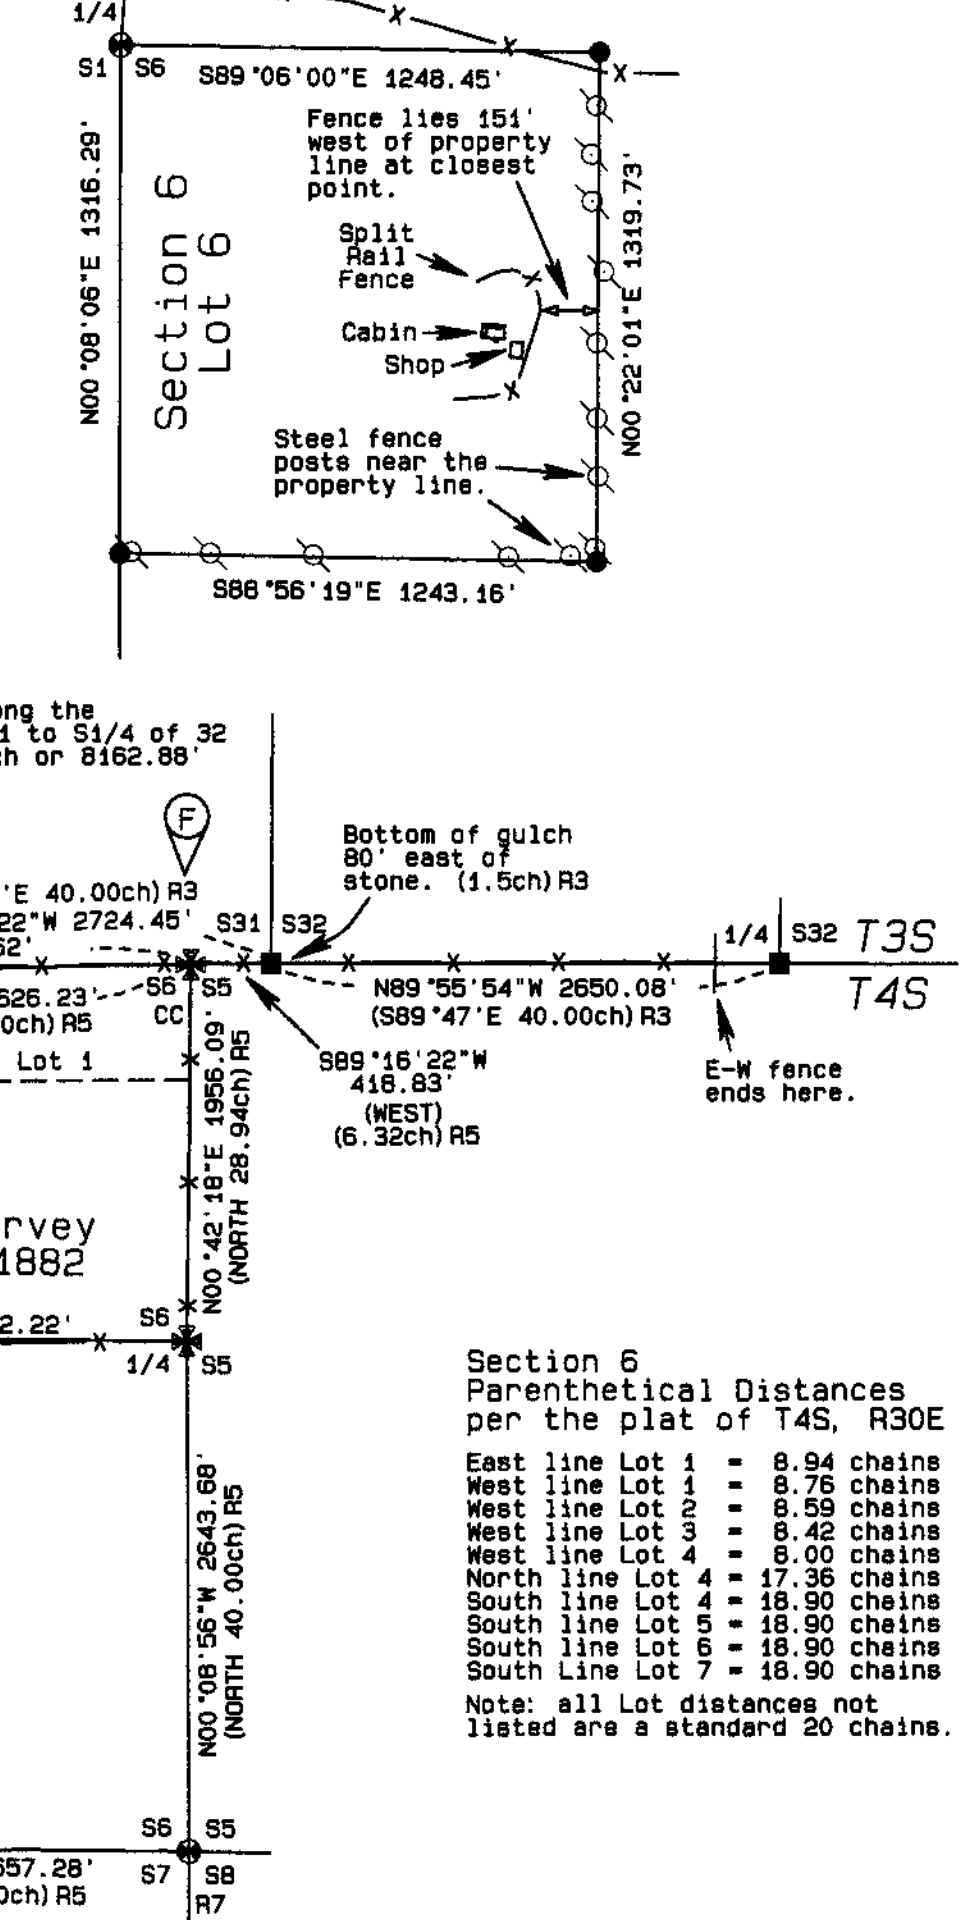 1/4
S1 S6
S89°06'00"E 1248.45'
Fence lies 151'
west of property
line at closest
point.
N00°08'06"E 1316.29'
Section 6
Lot 6
Split
Rail
Fence
Cabin
Shop
N00°22'01"E 1319.73'
Steel fence
posts near the
property line.
S88°56'19"E 1243.16'
ong the
1 to S1/4 of 32
ch or 8162.88'
F
Bottom of gulch
80' east of
stone. (1.5ch)R3
'E 40.00ch)R3
22"W 2724.45'
S31 S32
1/4 S32 T3S
T4S
62'
S6 S5
CC
626.23'
0ch)R5
N89°55'54"W 2650.08'
(S89°47'E 40.00ch)R3
Lot 1
S89°16'22"W
418.83'
(WEST)
(6.32ch)R5
E-W fence
ends here.
N00°42'18"E 1956.09'
(NORTH 28.94ch)R5
rvey
1882
2.22'
S6
1/4 S5
Section 6
Parenthetical Distances
per the plat of T4S, R30E
East line Lot 1 = 8.94 chains
West line Lot 1 = 8.76 chains
West line Lot 2 = 8.59 chains
West line Lot 3 = 8.42 chains
West line Lot 4 = 8.00 chains
North line Lot 4 = 17.36 chains
South line Lot 4 = 18.90 chains
South line Lot 5 = 18.90 chains
South line Lot 6 = 18.90 chains
South Line Lot 7 = 18.90 chains
Note: all Lot distances not
listed are a standard 20 chains.
N00°08'56"W 2643.68'
(NORTH 40.00ch)R5
S6 S5
S7 S8
657.28'
0ch)R5
R7